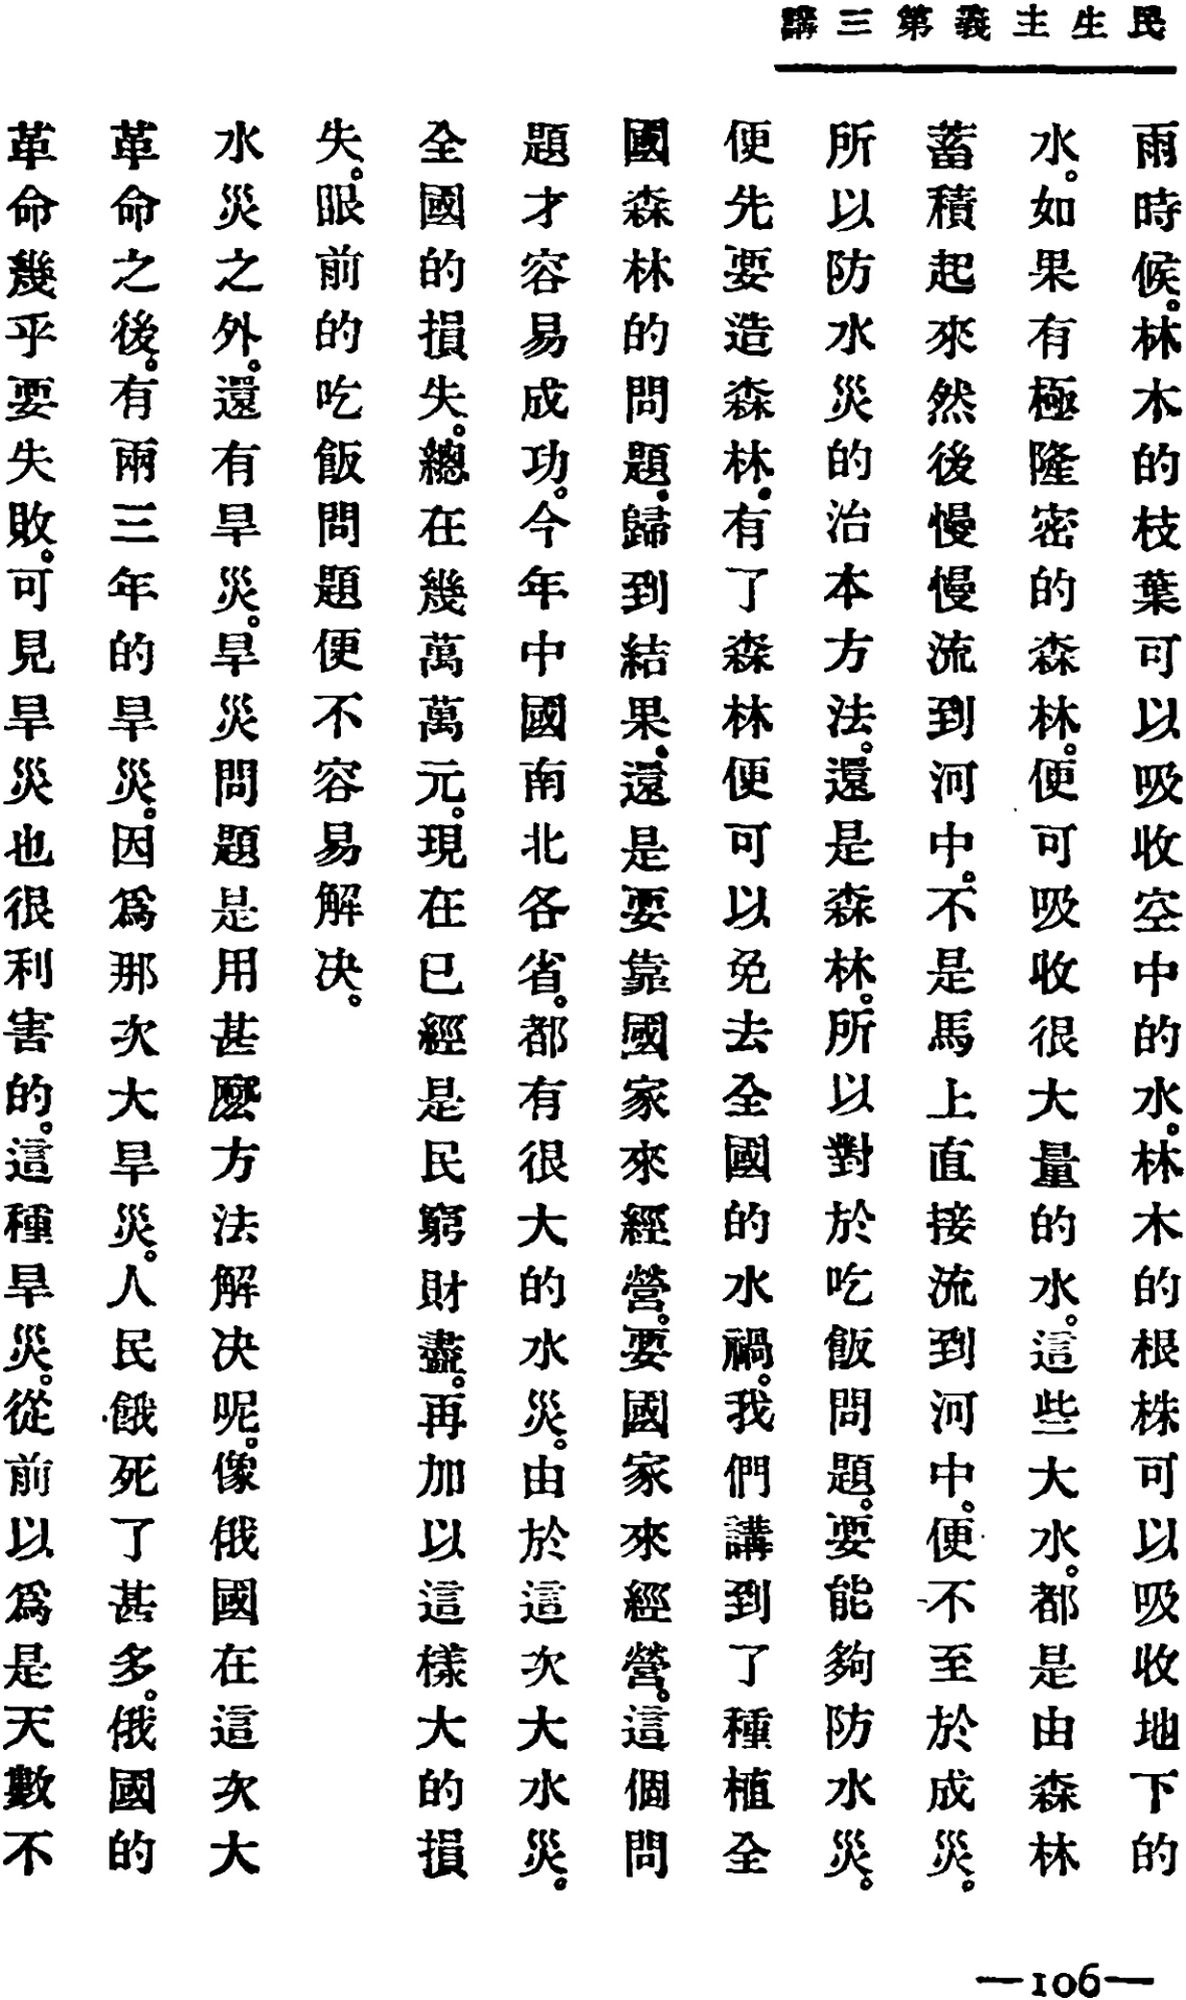 民生主義第三講
雨時候。林木的枝葉可以吸收空中的水。林木的根株可以吸收地下的
水。如果有極隆密的森林。便可吸收很大量的水。這些大水。都是由森林
蓄積起來然後慢慢流到河中。不是馬上直接流到河中。便不至於成災。
所以防水災的治本方法。還是森林。所以對於吃飯問題。要能夠防水災。
便先要造森林．有了森林便可以免去全國的水禍。我們講到了種植全
國森林的問題．歸到結果．還是要靠國家來經營。要國家來經營。這個問
題才容易成功。今年中國南北各省。都有很大的水災。由於這次大水災。
全國的損失。總在幾萬萬元。現在已經是民窮財盡。再加以這樣大的損
失。眼前的吃飯問題便不容易解决。
水災之外。還有旱災。旱災問題是用甚麼方法解决呢。像俄國在這次大
革命之後。有兩三年的旱災。因爲那次大旱災。人民餓死了甚多。俄國的
革命幾乎要失敗。可見旱災也很利害的。這種旱災。從前以爲是天數不
—106—